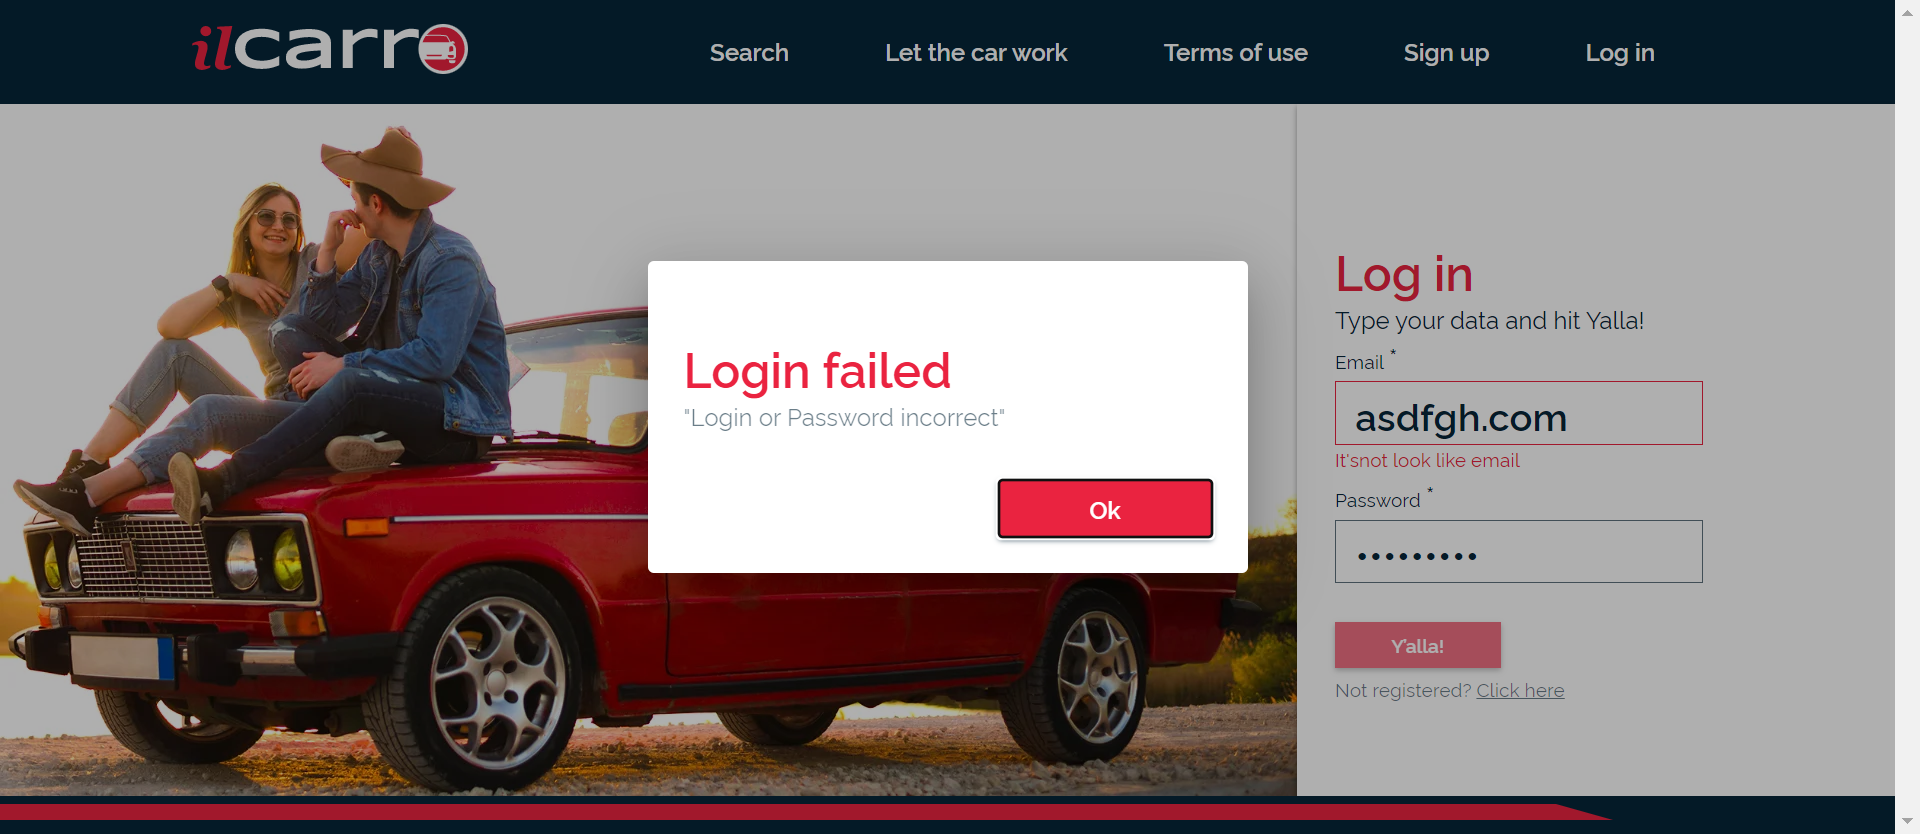 ilcarro
Search
Let the car work
Terms of use
Sign up
Log in
Login failed
"Login or Password incorrect"
Ok
Log in
Type your data and hit Yalla!
Email *
asdfgh.com
It'snot look like email
Password *
•••••••••
Y'alla!
Not registered? Click here